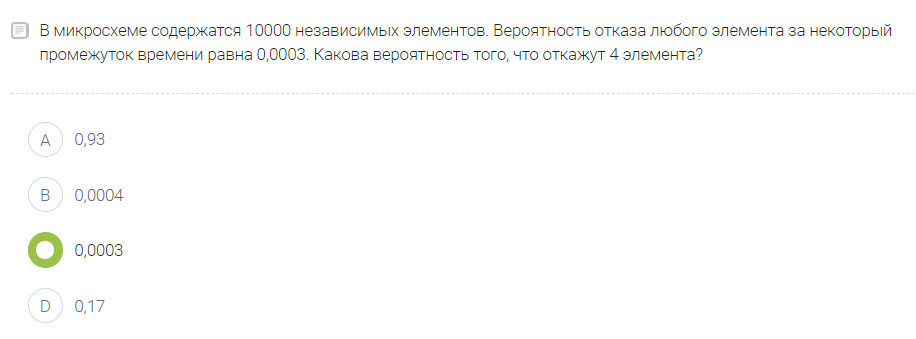 В микросхеме содержатся 10000 независимых элементов. Вероятность отказа любого элемента за некоторый
промежуток времени равна 0,0003. Какова вероятность того, что откажут 4 элемента?
A 0,93
B 0,0004
0,0003
D 0,17